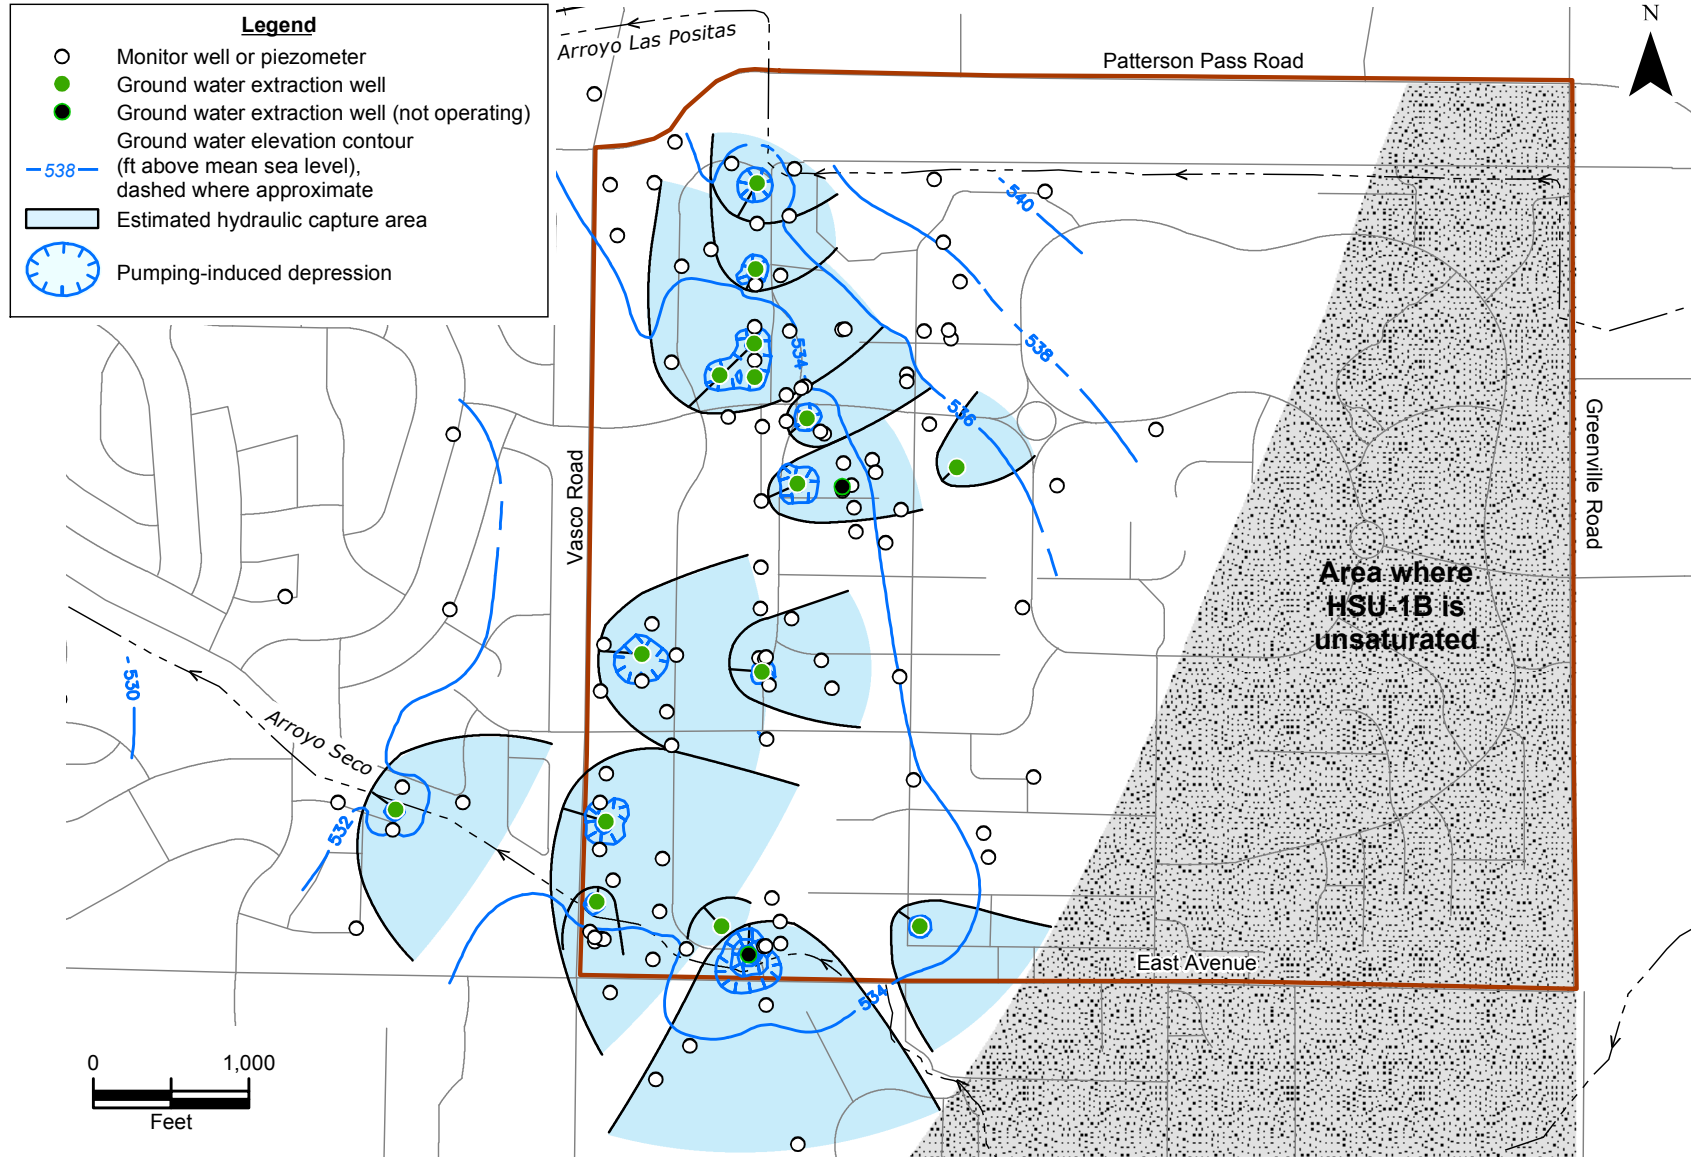 Legend
Monitor well or piezometer
Ground water extraction well
Ground water extraction well (not operating)
Ground water elevation contour
(ft above mean sea level),
dashed where approximate
538
Estimated hydraulic capture area
Pumping-induced depression
Arroyo Las Positas
Patterson Pass Road
N
540
538
534
536
Vasco Road
Greenville Road
Area where
HSU-1B is
unsaturated
530
Arroyo Seco
532
534
East Avenue
0 1,000
Feet